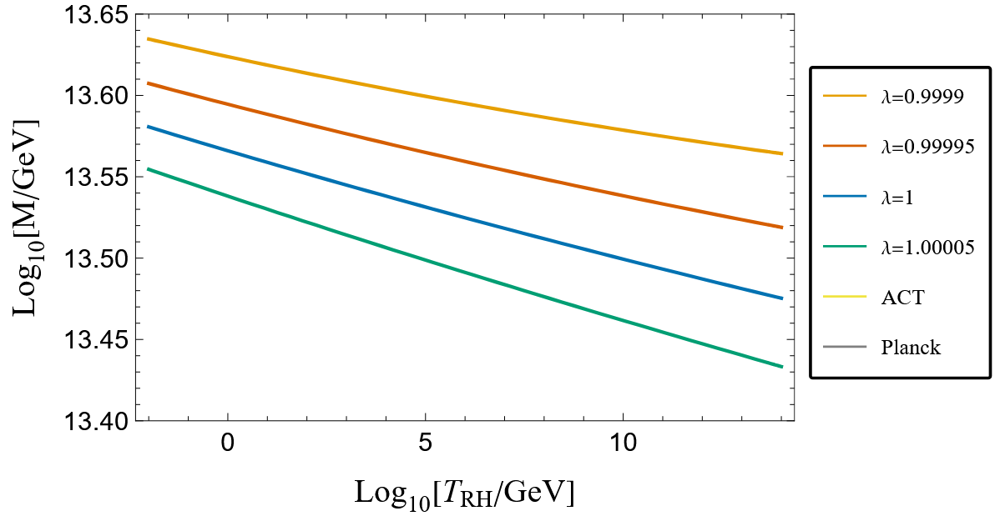 13.65
13.60
13.55
13.50
13.45
13.40
Log10[M/GeV]
0 5 10
Log10[TRH/GeV]
λ=0.9999
λ=0.99995
λ=1
λ=1.00005
ACT
Planck